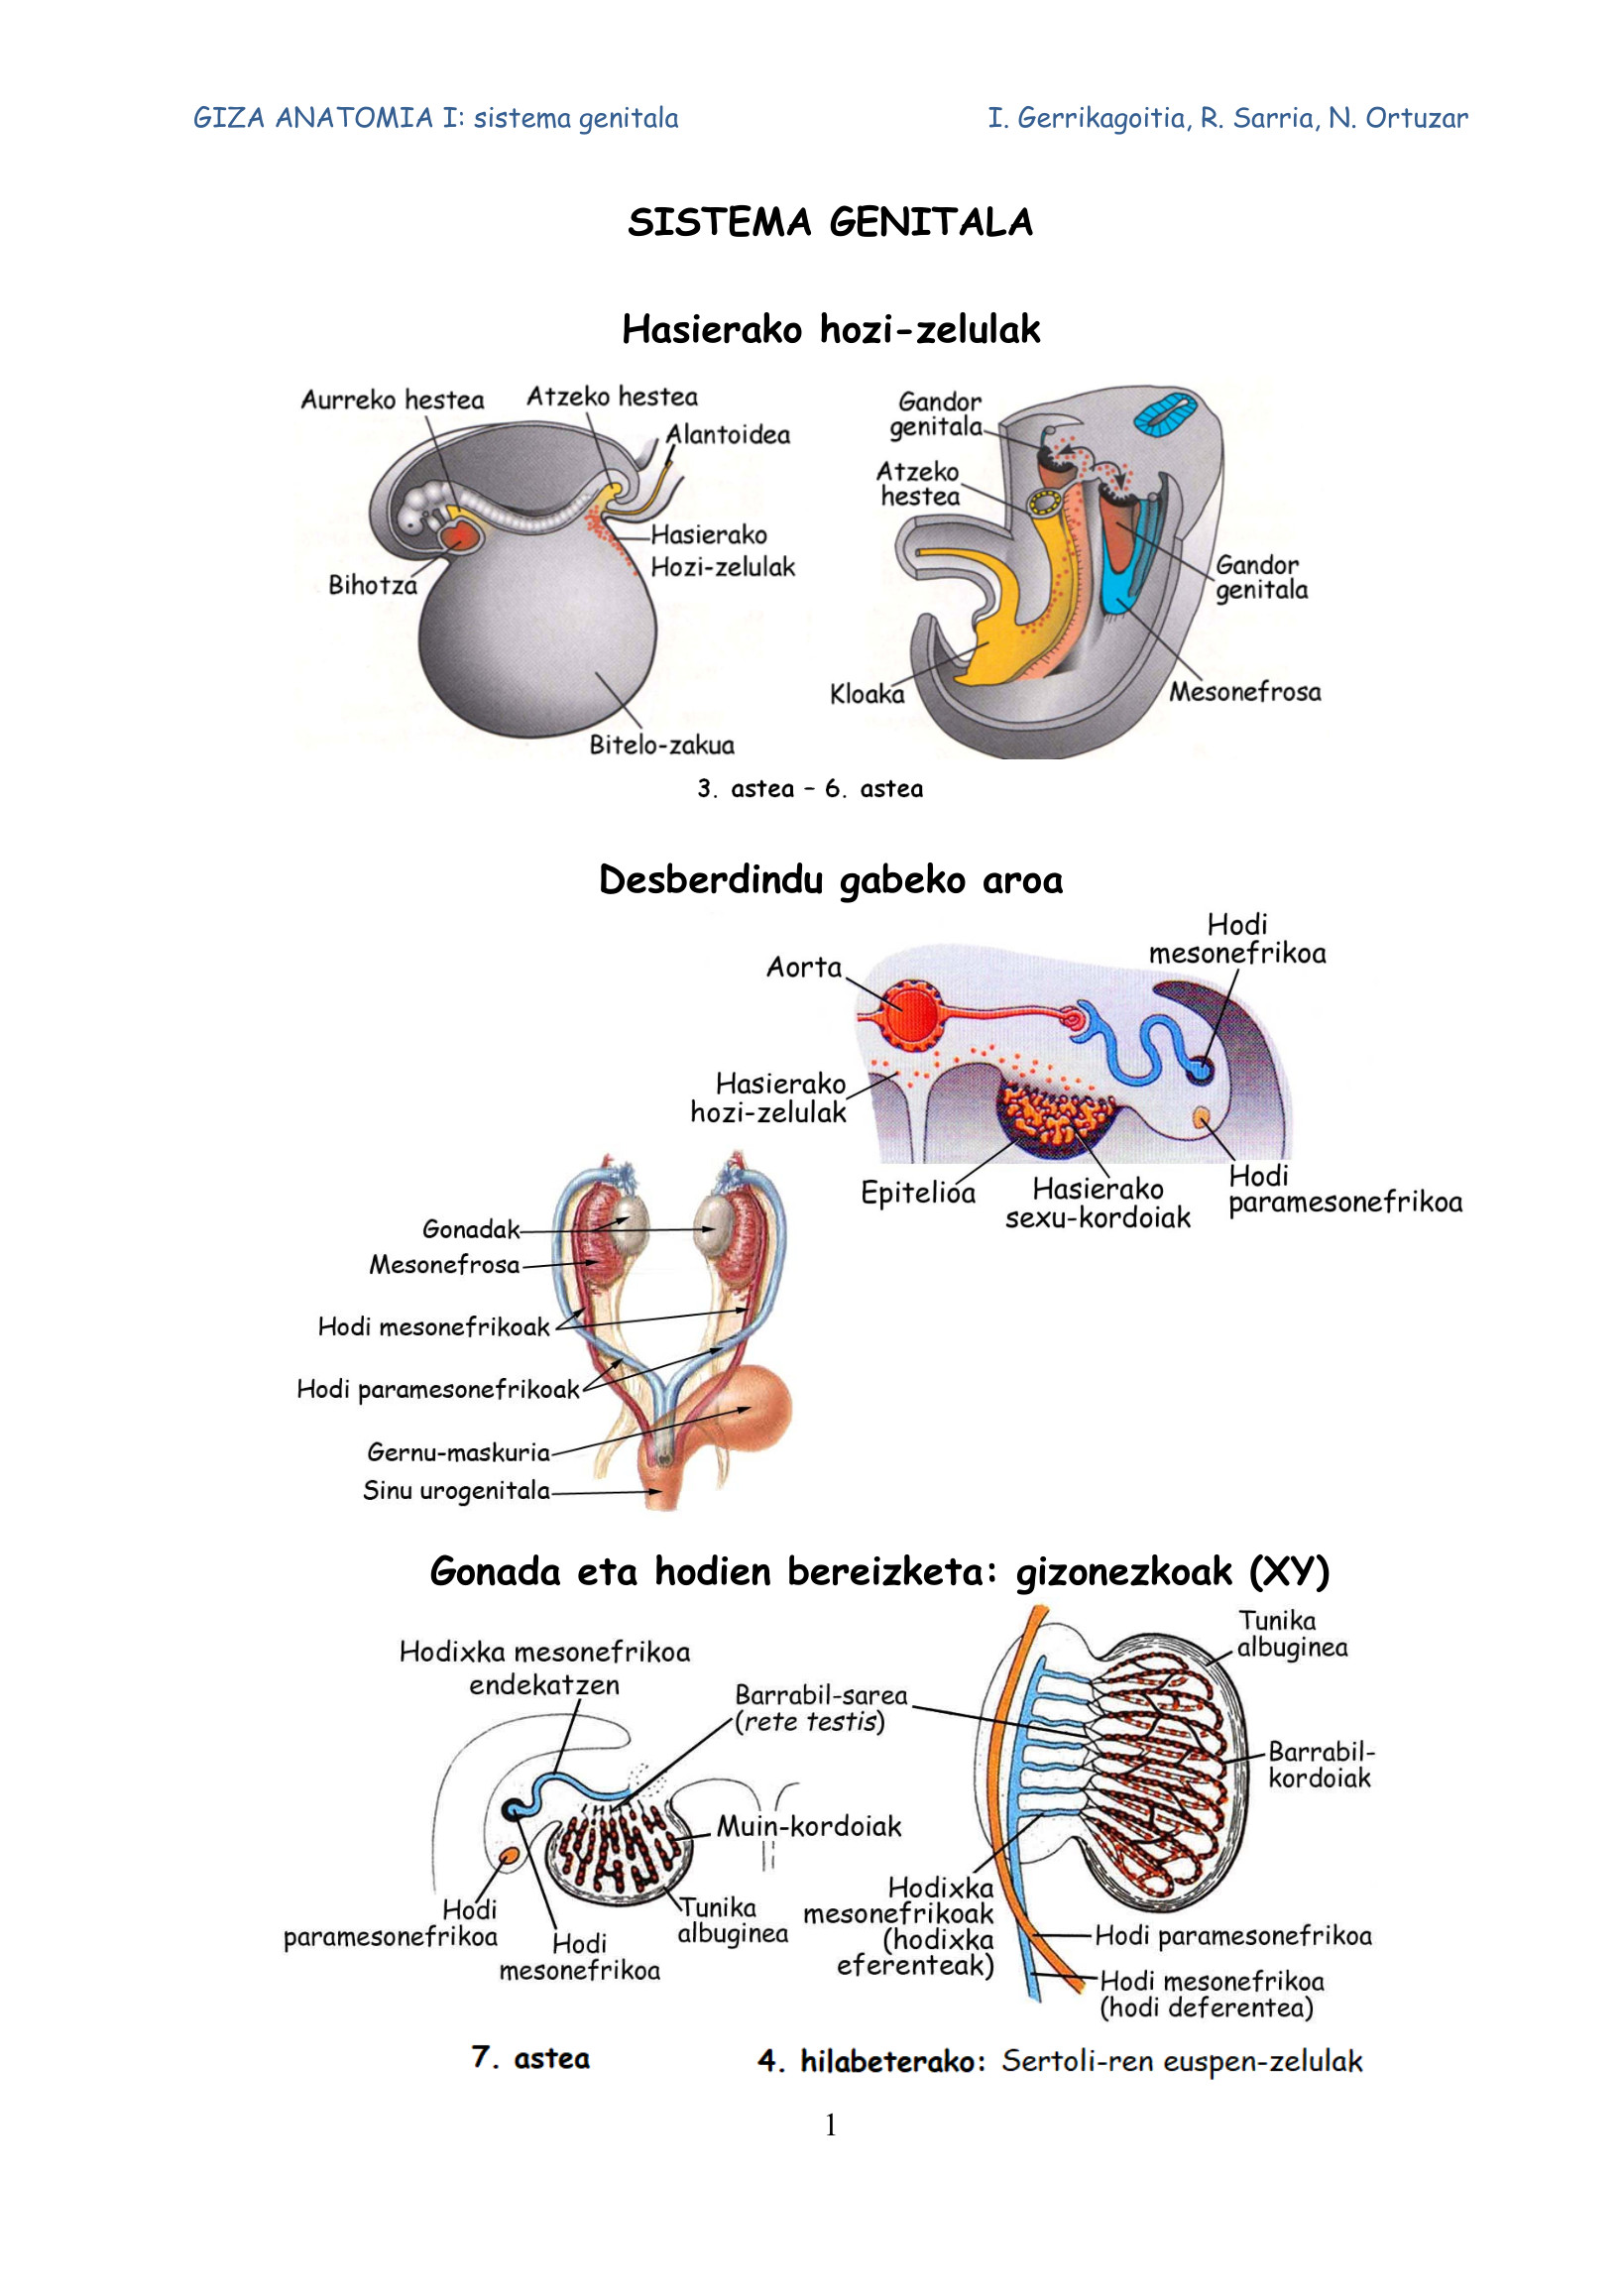 GIZA ANATOMIA I: sistema genitala
I. Gerrikagoitia, R. Sarria, N. Ortuzar
SISTEMA GENITALA
Hasierako hozi-zelulak
Aurreko hestea
Atzeko hestea
Alantoidea
Hasierako
Hozi-zelulak
Bihotza
Bitelo-zakua
Gandor
genitala
Atzeko
hestea
Gandor
genitala
Kloaka
Mesonefrosa
3. astea – 6. astea
Desberdindu gabeko aroa
Hodi
mesonefrikoa
Aorta
Hasierako
hozi-zelulak
Epitelioa
Hasierako
sexu-kordoiak
Hodi
paramesonefrikoa
Gonadak
Mesonefrosa
Hodi mesonefrikoak
Hodi paramesonefrikoak
Gernu-maskuria
Sinu urogenitala
Gonada eta hodien bereizketa: gizonezkoak (XY)
Hodixka mesonefrikoa
endekatzen
Barrabil-sarea
(rete testis)
Muin-kordoiak
Tunika
albuginea
Hodi
paramesonefrikoa
Hodi
mesonefrikoa
Tunika
albuginea
Barrabil-
kordoiak
Hodixka
mesonefrikoak
(hodixka
eferenteak)
Hodi paramesonefrikoa
Hodi mesonefrikoa
(hodi deferentea)
7. astea
4. hilabeterako: Sertoli-ren euspen-zelulak
1